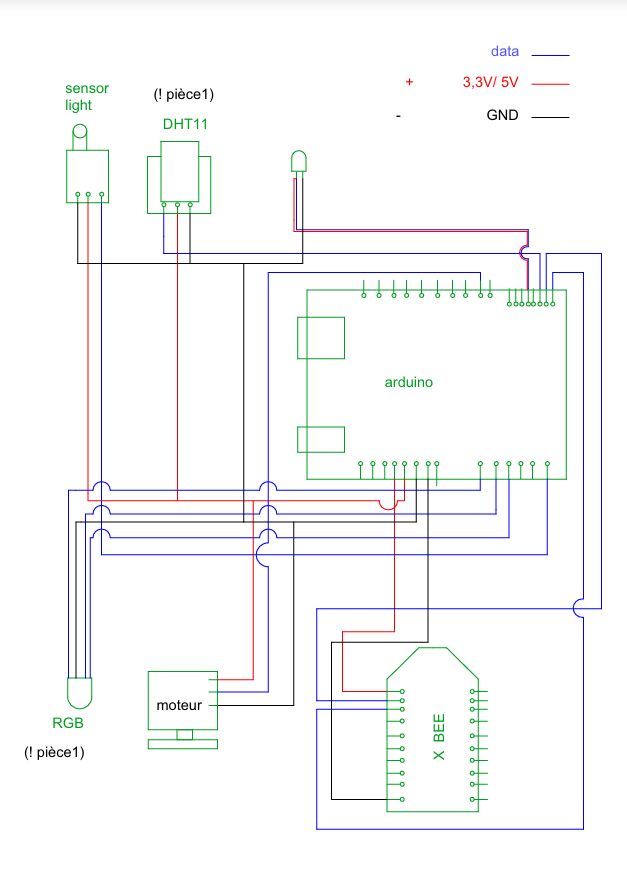 data
+ 3,3V/ 5V
- GND
sensor
light
(! pièce1)
DHT11
arduino
moteur
RGB
(! pièce1)
X BEE